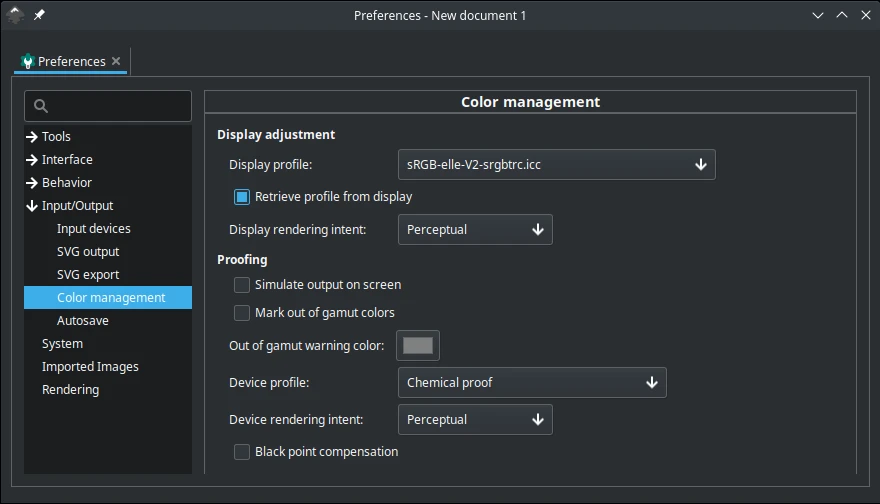 Preferences - New document 1
Preferences
Color management
Tools
Interface
Behavior
Input/Output
Input devices
SVG output
SVG export
Color management
Autosave
System
Imported Images
Rendering
Display adjustment
Display profile: sRGB-elle-V2-srgbtrc.icc
Retrieve profile from display
Display rendering intent: Perceptual
Proofing
Simulate output on screen
Mark out of gamut colors
Out of gamut warning color:
Device profile: Chemical proof
Device rendering intent: Perceptual
Black point compensation